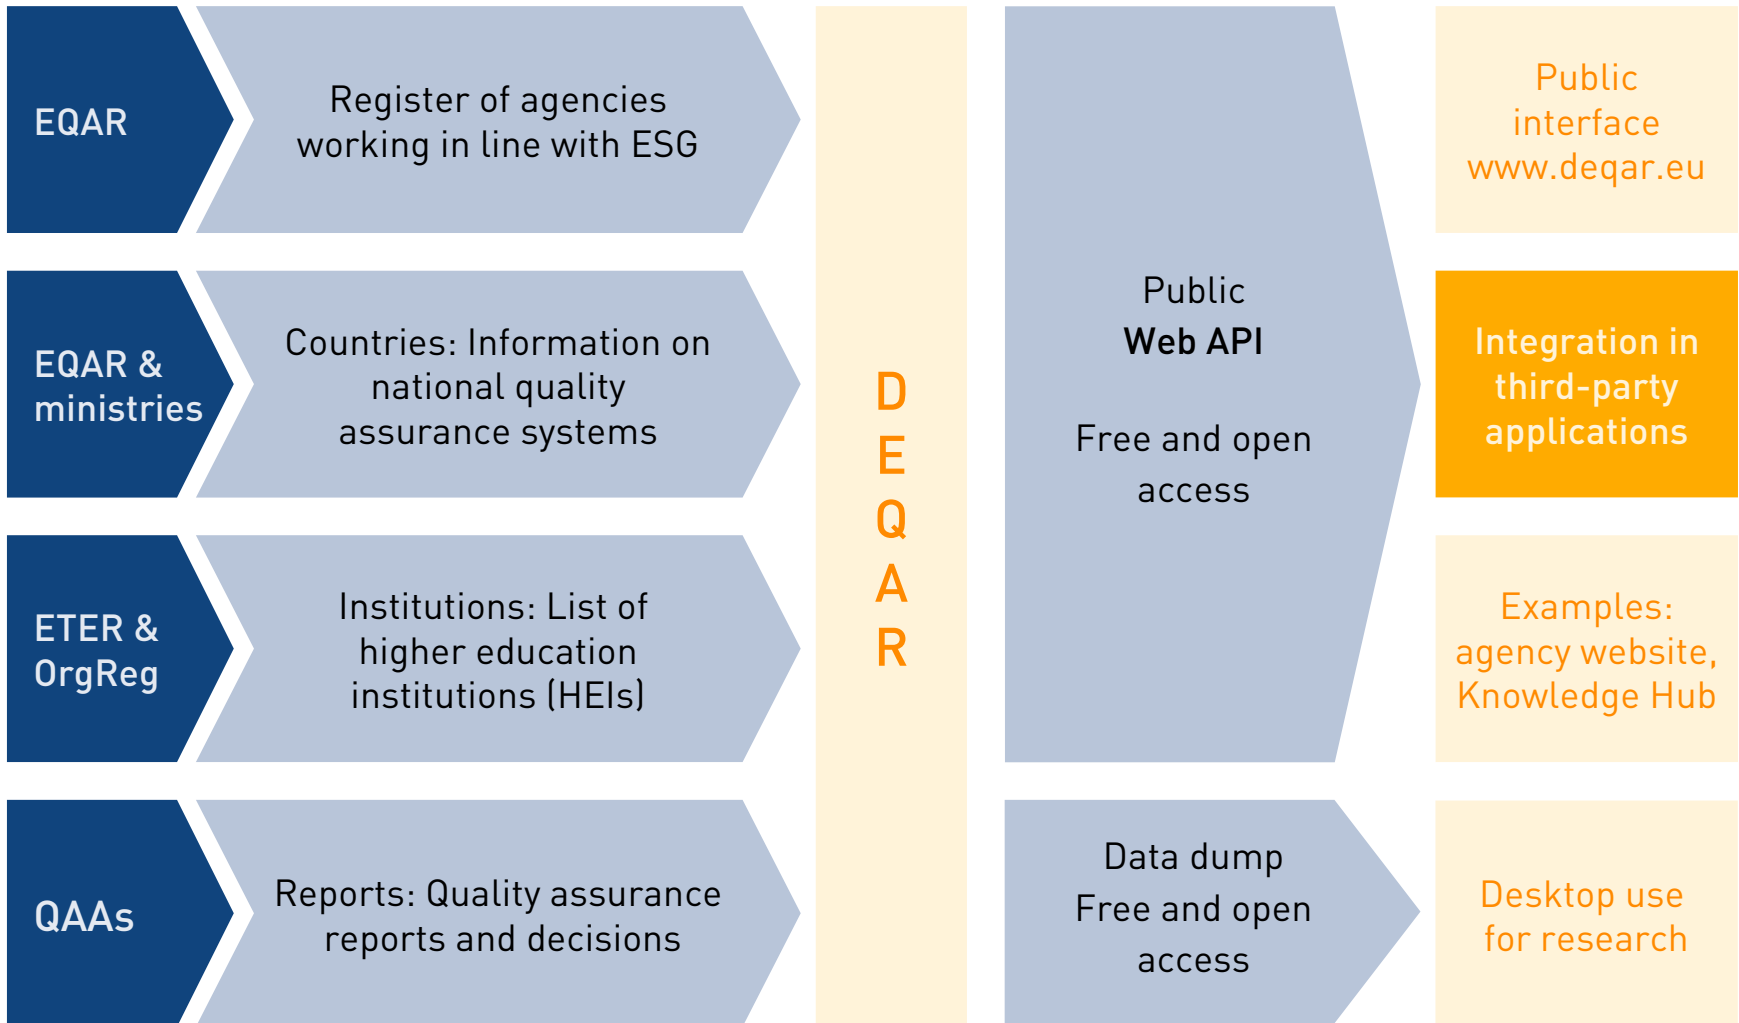 EQAR
Register of agencies
working in line with ESG
EQAR &
ministries
Countries: Information on
national quality
assurance systems
ETER &
OrgReg
Institutions: List of
higher education
institutions (HEIs)
QAAs
Reports: Quality assurance
reports and decisions
D
E
Q
A
R
Public
Web API
Free and open
access
Data dump
Free and open
access
Public
interface
www.deqar.eu
Integration in
third-party
applications
Examples:
agency website,
Knowledge Hub
Desktop use
for research